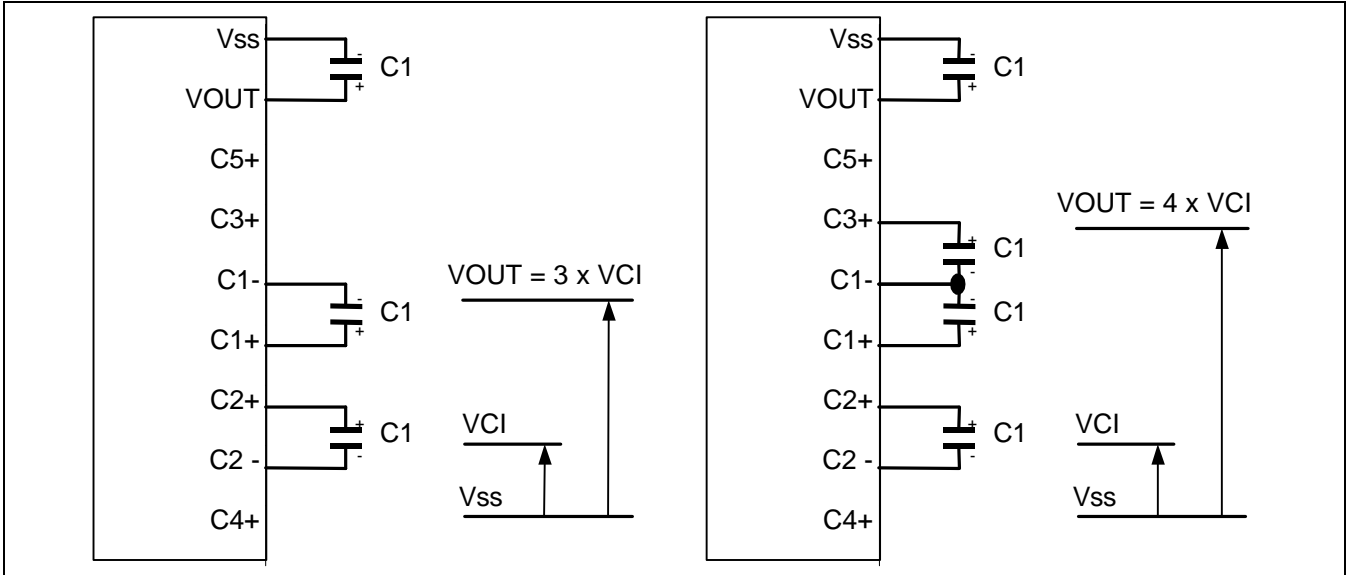 Vss
- C1
VOUT
+
C5+
C3+
C1-
- C1
C1+
+
C2+
+ C1
C2 -
-
C4+
VOUT = 3 x VCI
VCI
Vss
Vss
- C1
VOUT
+
C5+
C3+
+ C1
C1-
-
- C1
C1+
+
C2+
+ C1
C2 -
-
C4+
VOUT = 4 x VCI
VCI
Vss